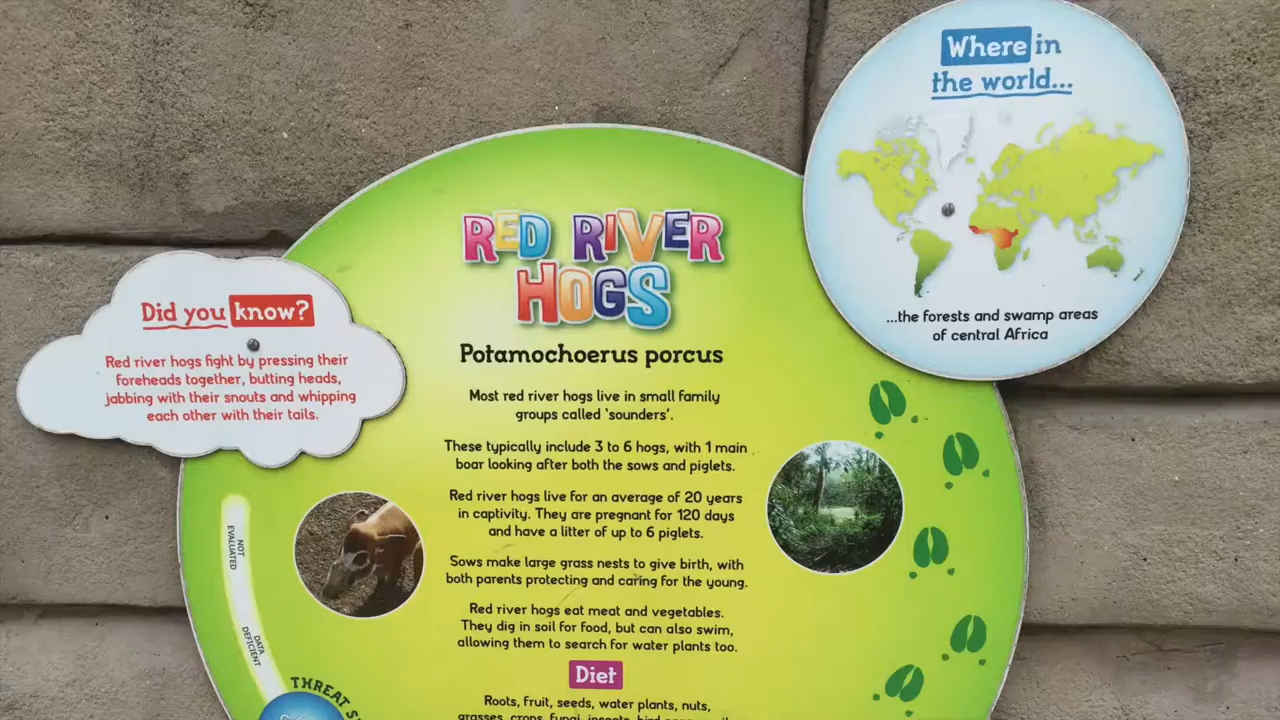 Where in
the world...
...the forests and swamp areas
of central Africa
RED RIVER
HOGS
Potamochoerus porcus
Did you know?
Red river hogs fight by pressing their
foreheads together, butting heads,
jabbing with their snouts and whipping
each other with their tails.
Most red river hogs live in small family
groups called 'sounders'.
These typically include 3 to 6 hogs, with 1 main
boar looking after both the sows and piglets.
Red river hogs live for an average of 20 years
in captivity. They are pregnant for 120 days
and have a litter of up to 6 piglets.
Sows make large grass nests to give birth, with
both parents protecting and caring for the young.
Red river hogs eat meat and vegetables.
They dig in soil for food, but can also swim,
allowing them to search for water plants too.
NOT
EVALUATED
DATA
DEFICIENT
THREAT
Diet
Roots, fruit, seeds, water plants, nuts,
grasses, crops, fungi, insects, bird